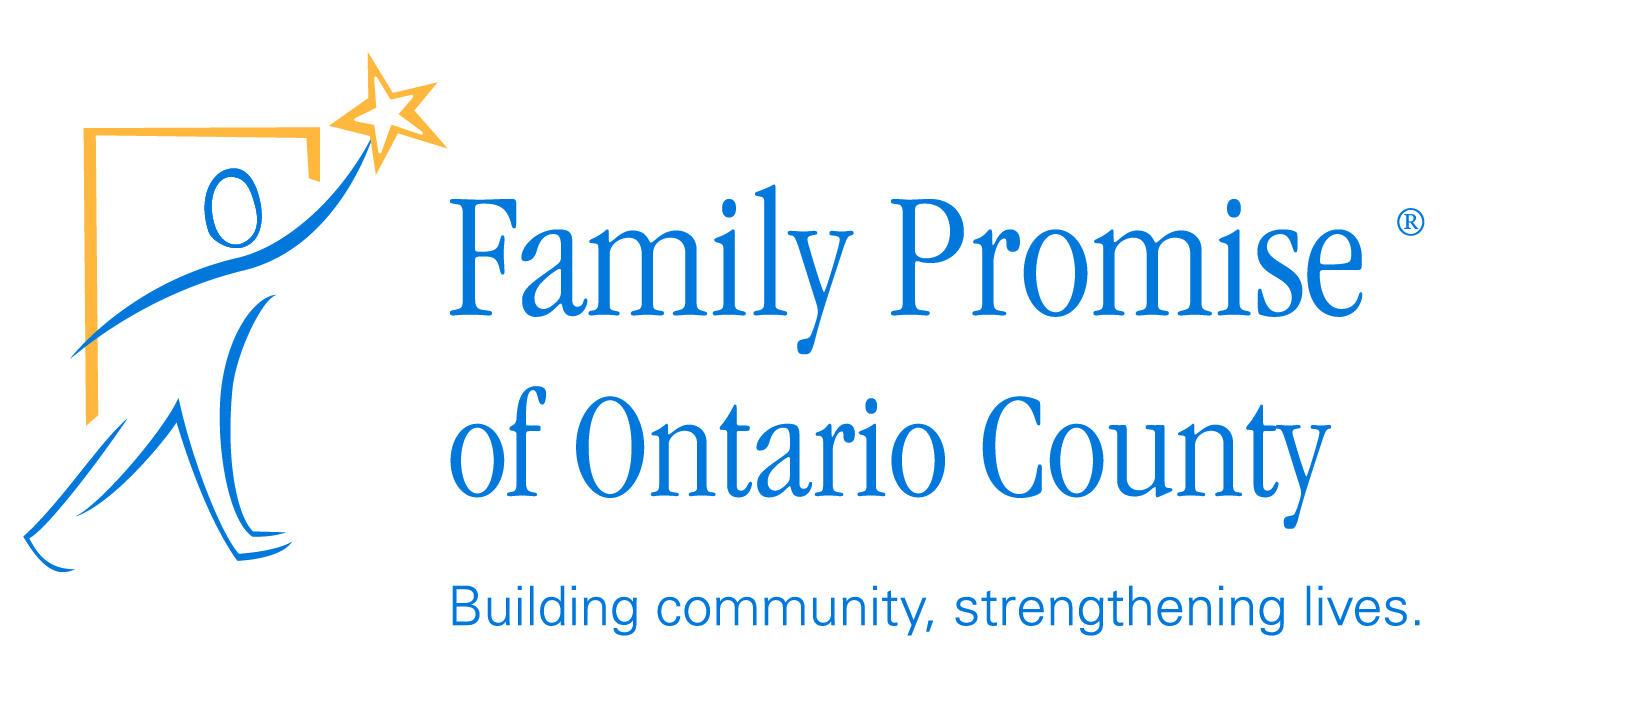 Family Promise ®
of Ontario County
Building community, strengthening lives.